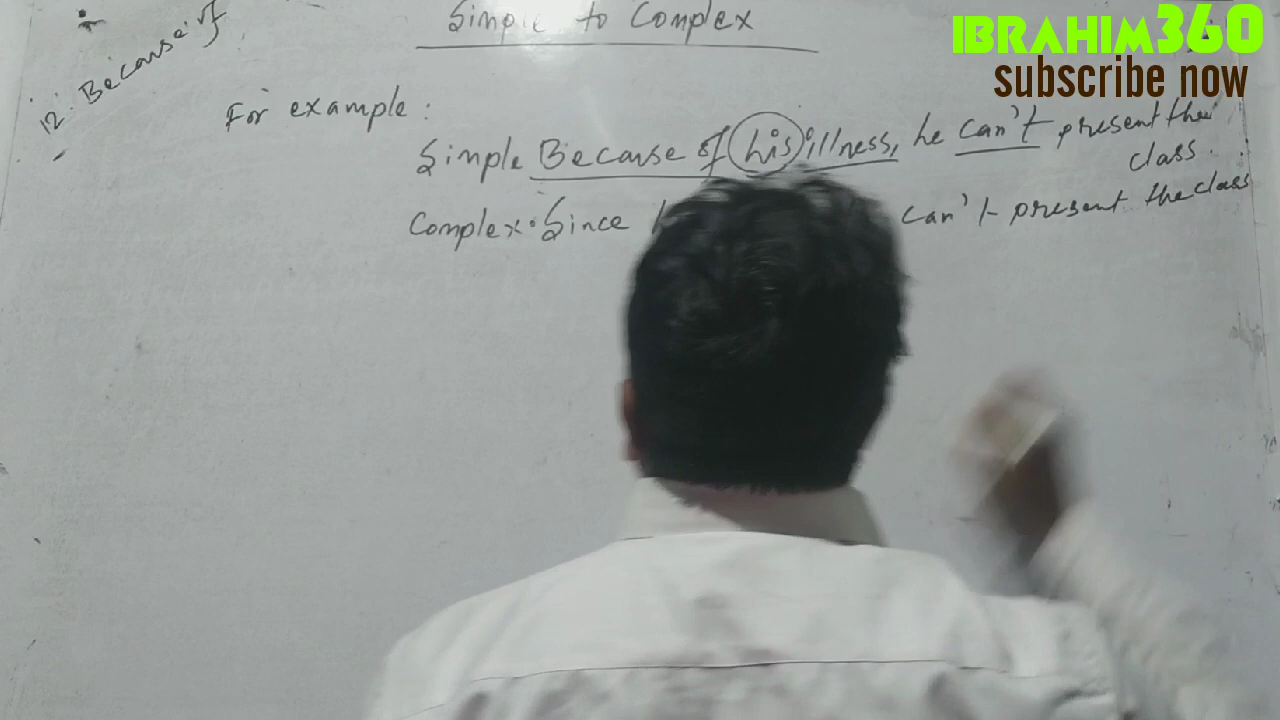 Simple to Complex
IBRAHIM360
subscribe now
12. Because of
For example :
Simple Because of his illness, he can't present the
class.
Complex: Since can't present the class